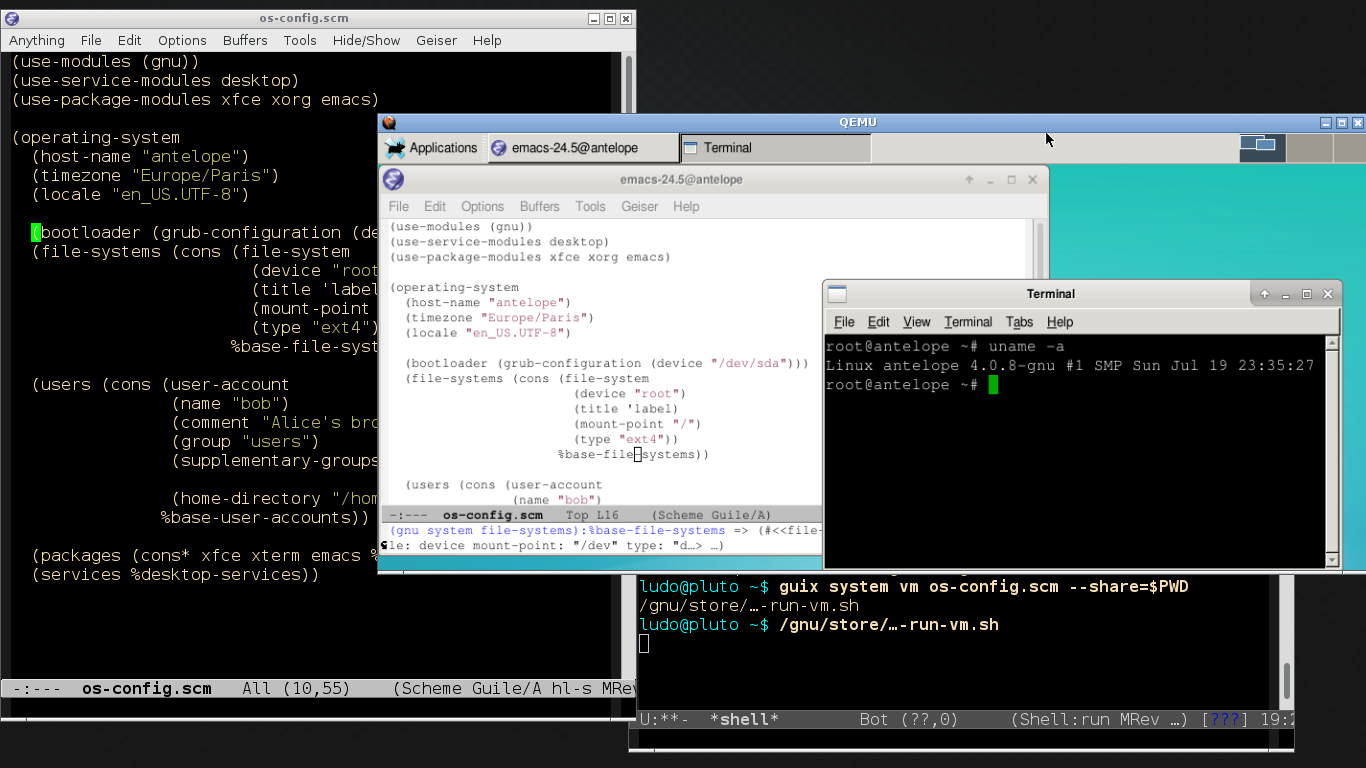 os-config.scm
Anything File Edit Options Buffers Tools Hide/Show Geiser Help
(use-modules (gnu))
(use-service-modules desktop)
(use-package-modules xfce xorg emacs)
(operating-system
(host-name "antelope")
(timezone "Europe/Paris")
(locale "en_US.UTF-8")
(bootloader (grub-configuration (de
(file-systems (cons (file-system
(device "root
(title 'label
(mount-point
(type "ext4")
%base-file-syst
(users (cons (user-account
(name "bob")
(comment "Alice's bro
(group "users")
(supplementary-groups
(home-directory "/hom
%base-user-accounts))
(packages (cons* xfce xterm emacs %
(services %desktop-services))
-:--- os-config.scm All (10,55) (Scheme Guile/A hl-s MRev
QEMU
Applications emacs-24.5@antelope Terminal
emacs-24.5@antelope
File Edit Options Buffers Tools Geiser Help
(use-modules (gnu))
(use-service-modules desktop)
(use-package-modules xfce xorg emacs)
(operating-system
(host-name "antelope")
(timezone "Europe/Paris")
(locale "en_US.UTF-8")
(bootloader (grub-configuration (device "/dev/sda")))
(file-systems (cons (file-system
(device "root")
(title 'label)
(mount-point "/")
(type "ext4"))
%base-file-systems))
(users (cons (user-account
(name "bob")
-:--- os-config.scm Top L16 (Scheme Guile/A)
(gnu system file-systems):%base-file-systems => (#<<file-
le: device mount-point: "/dev" type: "d…> …)
Terminal
File Edit View Terminal Tabs Help
root@antelope ~# uname -a
Linux antelope 4.0.8-gnu #1 SMP Sun Jul 19 23:35:27
root@antelope ~#
ludo@pluto ~$ guix system vm os-config.scm --share=$PWD
/gnu/store/…-run-vm.sh
ludo@pluto ~$ /gnu/store/…-run-vm.sh
U:**- *shell* Bot (??,0) (Shell:run MRev …) [???] 19:2